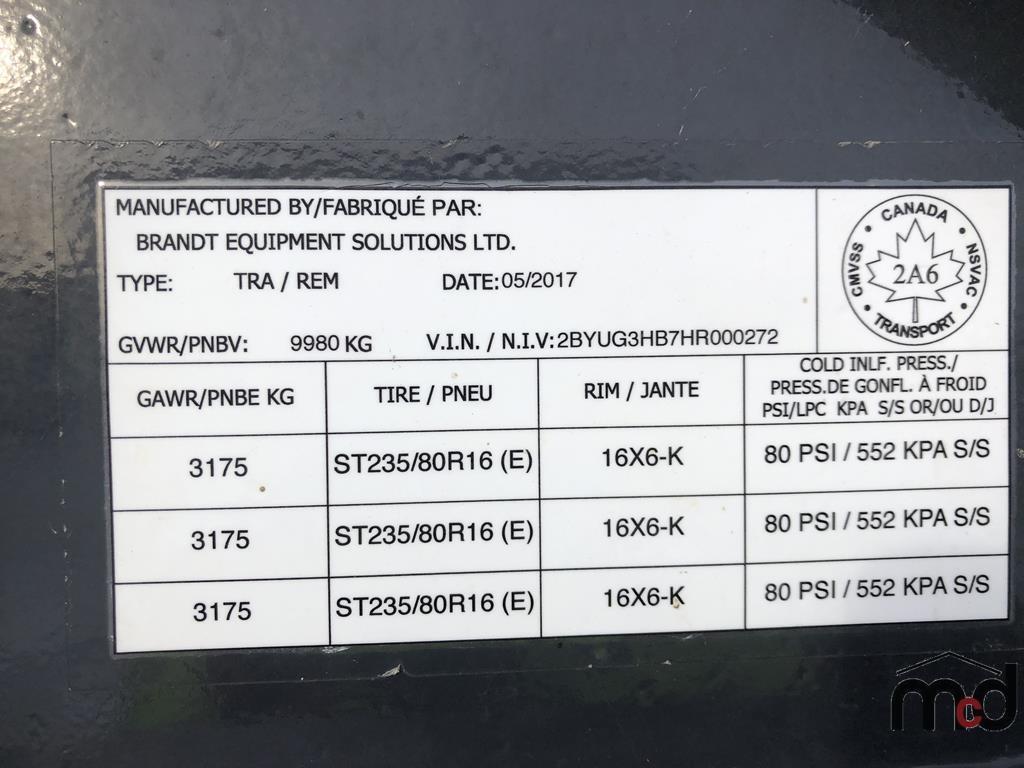 MANUFACTURED BY/FABRIQUÉ PAR:
BRANDT EQUIPMENT SOLUTIONS LTD.
TYPE: TRA / REM DATE: 05/2017
GVWR/PNBV: 9980 KG V.I.N. / N.I.V: 2BYUG3HB7HR000272
CANADA
CMVSS • NSVAC
2A6
TRANSPORT
GAWR/PNBE KG TIRE / PNEU RIM / JANTE COLD INLF. PRESS./
PRESS.DE GONFL. À FROID
PSI/LPC KPA S/S OR/OU D/J
3175 ST235/80R16 (E) 16X6-K 80 PSI / 552 KPA S/S
3175 ST235/80R16 (E) 16X6-K 80 PSI / 552 KPA S/S
3175 ST235/80R16 (E) 16X6-K 80 PSI / 552 KPA S/S
mcd